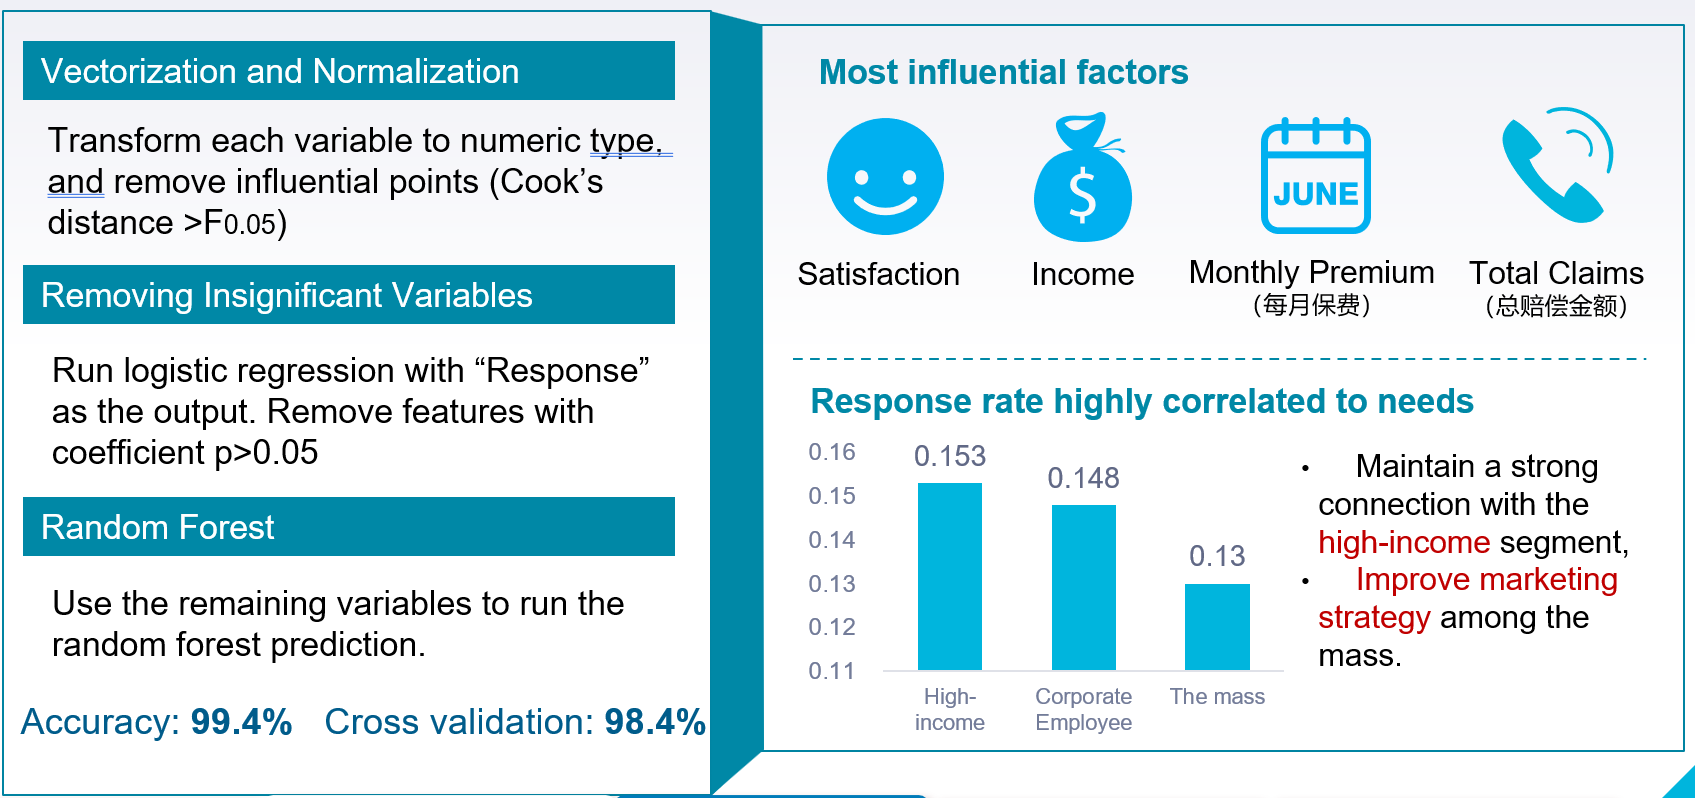 Vectorization and Normalization
Transform each variable to numeric type,
and remove influential points (Cook’s
distance >F0.05)
Removing Insignificant Variables
Run logistic regression with “Response”
as the output. Remove features with
coefficient p>0.05
Random Forest
Use the remaining variables to run the
random forest prediction.
Accuracy: 99.4% Cross validation: 98.4%
Most influential factors
$
JUNE
Satisfaction
Income
Monthly Premium
（每月保费）
Total Claims
（总赔偿金额）
Response rate highly correlated to needs
0.16
0.15
0.14
0.13
0.12
0.11
0.153
0.148
0.13
High-
income
Corporate
Employee
The mass
• Maintain a strong
connection with the
high-income segment,
• Improve marketing
strategy among the
mass.